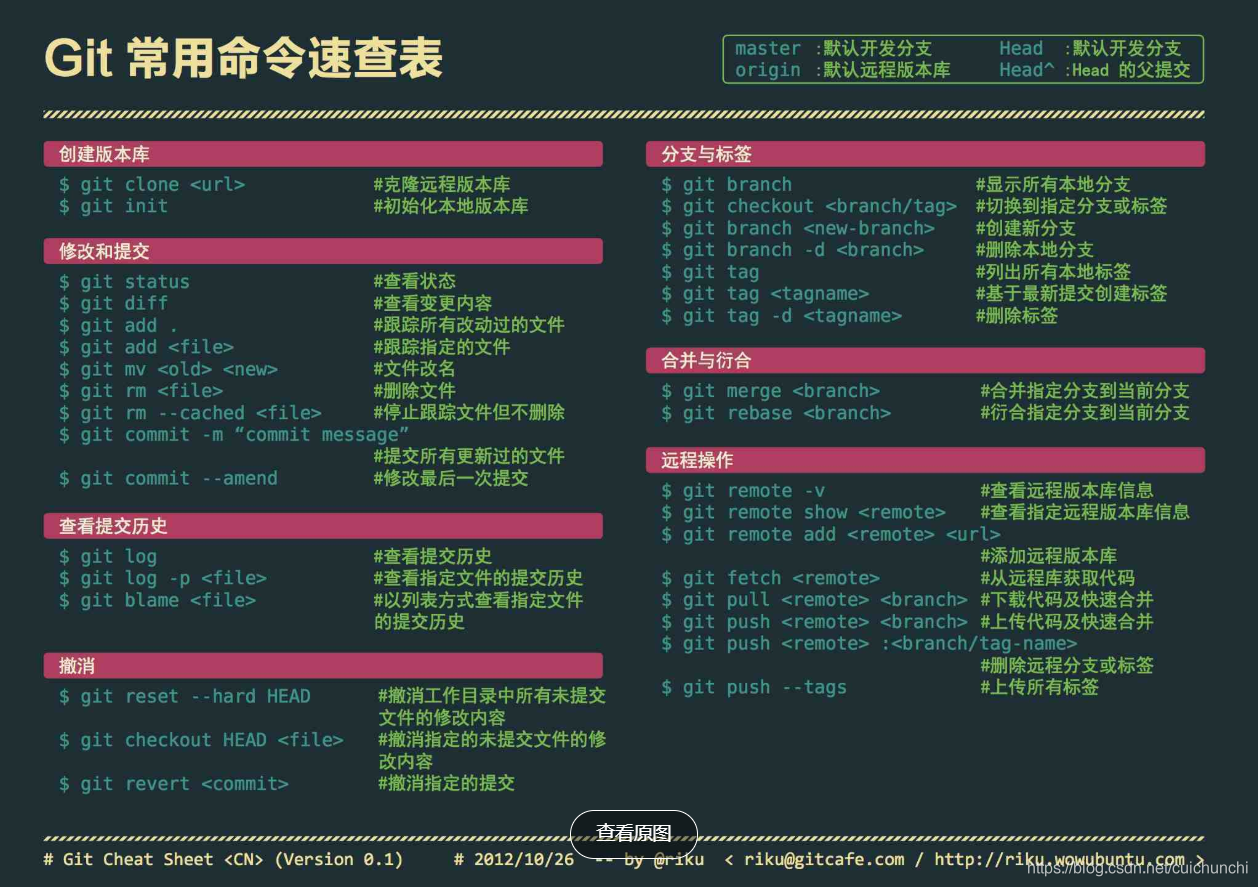 Git 常用命令速查表
master :默认开发分支 Head :默认开发分支
origin :默认远程版本库 Head^ :Head 的父提交
创建版本库
$ git clone <url> #克隆远程版本库
$ git init #初始化本地版本库
修改和提交
$ git status #查看状态
$ git diff #查看变更内容
$ git add . #跟踪所有改动过的文件
$ git add <file> #跟踪指定的文件
$ git mv <old> <new> #文件改名
$ git rm <file> #删除文件
$ git rm --cached <file> #停止跟踪文件但不删除
$ git commit -m “commit message”
#提交所有更新过的文件
$ git commit --amend #修改最后一次提交
查看提交历史
$ git log #查看提交历史
$ git log -p <file> #查看指定文件的提交历史
$ git blame <file> #以列表方式查看指定文件
的提交历史
撤消
$ git reset --hard HEAD #撤消工作目录中所有未提交
文件的修改内容
$ git checkout HEAD <file> #撤消指定的未提交文件的修
改内容
$ git revert <commit> #撤消指定的提交
分支与标签
$ git branch #显示所有本地分支
$ git checkout <branch/tag> #切换到指定分支或标签
$ git branch <new-branch> #创建新分支
$ git branch -d <branch> #删除本地分支
$ git tag #列出所有本地标签
$ git tag <tagname> #基于最新提交创建标签
$ git tag -d <tagname> #删除标签
合并与衍合
$ git merge <branch> #合并指定分支到当前分支
$ git rebase <branch> #衍合指定分支到当前分支
远程操作
$ git remote -v #查看远程版本库信息
$ git remote show <remote> #查看指定远程版本库信息
$ git remote add <remote> <url>
#添加远程版本库
$ git fetch <remote> #从远程库获取代码
$ git pull <remote> <branch> #下载代码及快速合并
$ git push <remote> <branch> #上传代码及快速合并
$ git push <remote> :<branch/tag-name>
#删除远程分支或标签
$ git push --tags #上传所有标签
查看原图
# Git Cheat Sheet <CN> (Version 0.1) # 2012/10/26 -- by @riku < riku@gitcafe.com / http://riku.wowubuntu.com >
https://blog.csdn.net/cuichunchi